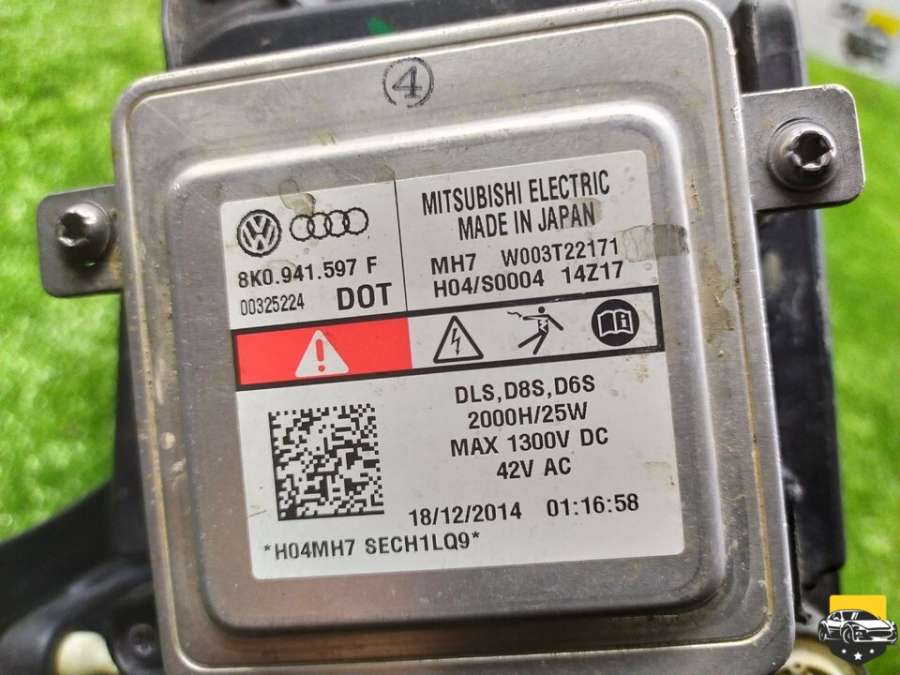 4
8K0.941.597 F
00325224 DOT
MITSUBISHI ELECTRIC
MADE IN JAPAN
MH7 W003T22171
H04/S0004 14Z17
DLS,D8S,D6S
2000H/25W
MAX 1300V DC
42V AC
18/12/2014 01:16:58
*H04MH7 SECH1LQ9*